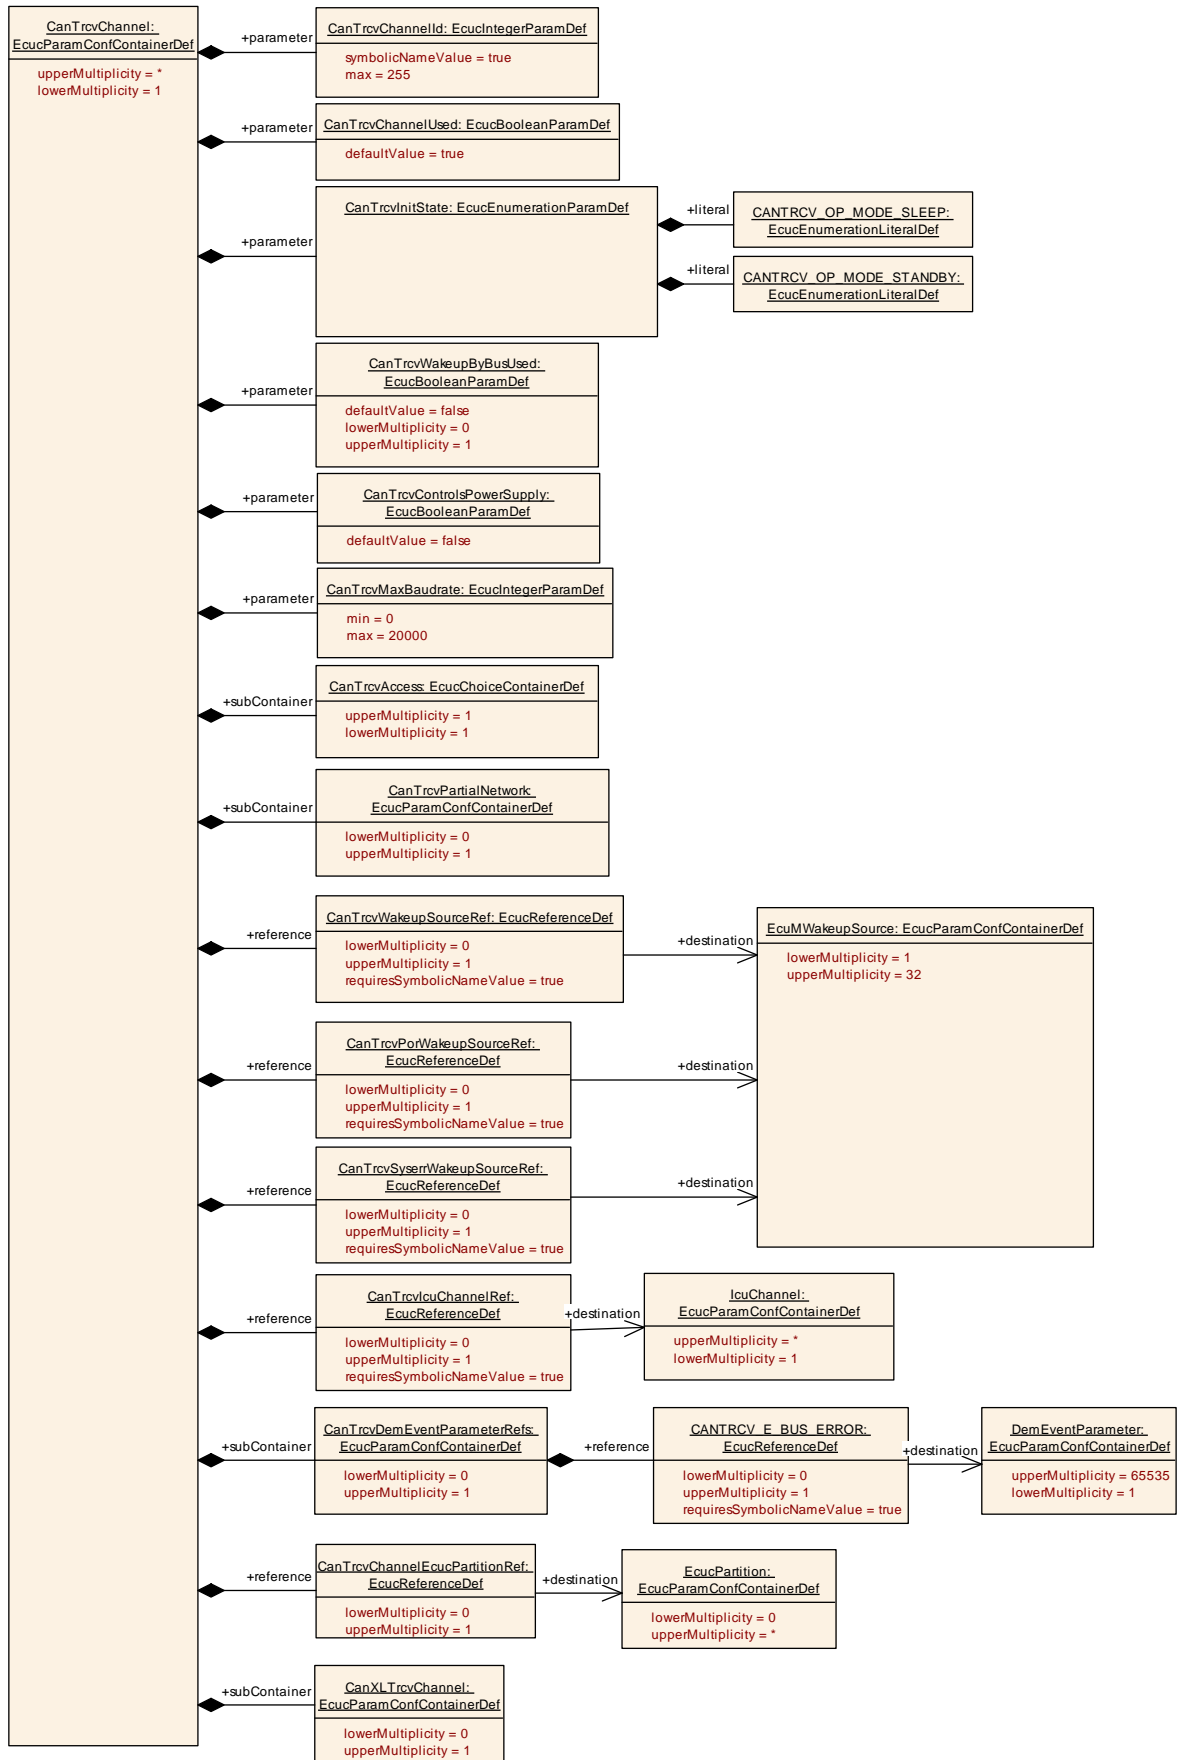 CanTrcvChannel:
EcucParamConfContainerDef
upperMultiplicity = *
lowerMultiplicity = 1
+parameter
CanTrcvChannelId: EcucIntegerParamDef
symbolicNameValue = true
max = 255
+parameter
CanTrcvChannelUsed: EcucBooleanParamDef
defaultValue = true
+parameter
CanTrcvInitState: EcucEnumerationParamDef
+literal
CANTRCV_OP_MODE_SLEEP:
EcucEnumerationLiteralDef
+literal
CANTRCV_OP_MODE_STANDBY:
EcucEnumerationLiteralDef
+parameter
CanTrcvWakeupByBusUsed:
EcucBooleanParamDef
defaultValue = false
lowerMultiplicity = 0
upperMultiplicity = 1
+parameter
CanTrcvControlsPowerSupply:
EcucBooleanParamDef
defaultValue = false
+parameter
CanTrcvMaxBaudrate: EcucIntegerParamDef
min = 0
max = 20000
+subContainer
CanTrcvAccess: EcucChoiceContainerDef
upperMultiplicity = 1
lowerMultiplicity = 1
+subContainer
CanTrcvPartialNetwork:
EcucParamConfContainerDef
lowerMultiplicity = 0
upperMultiplicity = 1
+reference
CanTrcvWakeupSourceRef: EcucReferenceDef
lowerMultiplicity = 0
upperMultiplicity = 1
requiresSymbolicNameValue = true
+destination
EcuMWakeupSource: EcucParamConfContainerDef
lowerMultiplicity = 1
upperMultiplicity = 32
+reference
CanTrcvPorWakeupSourceRef:
EcucReferenceDef
lowerMultiplicity = 0
upperMultiplicity = 1
requiresSymbolicNameValue = true
+destination
+reference
CanTrcvSyserrWakeupSourceRef:
EcucReferenceDef
lowerMultiplicity = 0
upperMultiplicity = 1
requiresSymbolicNameValue = true
+destination
+reference
CanTrcvIcuChannelRef:
EcucReferenceDef
lowerMultiplicity = 0
upperMultiplicity = 1
requiresSymbolicNameValue = true
+destination
IcuChannel:
EcucParamConfContainerDef
upperMultiplicity = *
lowerMultiplicity = 1
+subContainer
CanTrcvDemEventParameterRefs:
EcucParamConfContainerDef
lowerMultiplicity = 0
upperMultiplicity = 1
+reference
CANTRCV_E_BUS_ERROR:
EcucReferenceDef
lowerMultiplicity = 0
upperMultiplicity = 1
requiresSymbolicNameValue = true
+destination
DemEventParameter:
EcucParamConfContainerDef
upperMultiplicity = 65535
lowerMultiplicity = 1
+reference
CanTrcvChannelEcucPartitionRef:
EcucReferenceDef
lowerMultiplicity = 0
upperMultiplicity = 1
+destination
EcucPartition:
EcucParamConfContainerDef
lowerMultiplicity = 0
upperMultiplicity = *
+subContainer
CanXLTrcvChannel:
EcucParamConfContainerDef
lowerMultiplicity = 0
upperMultiplicity = 1